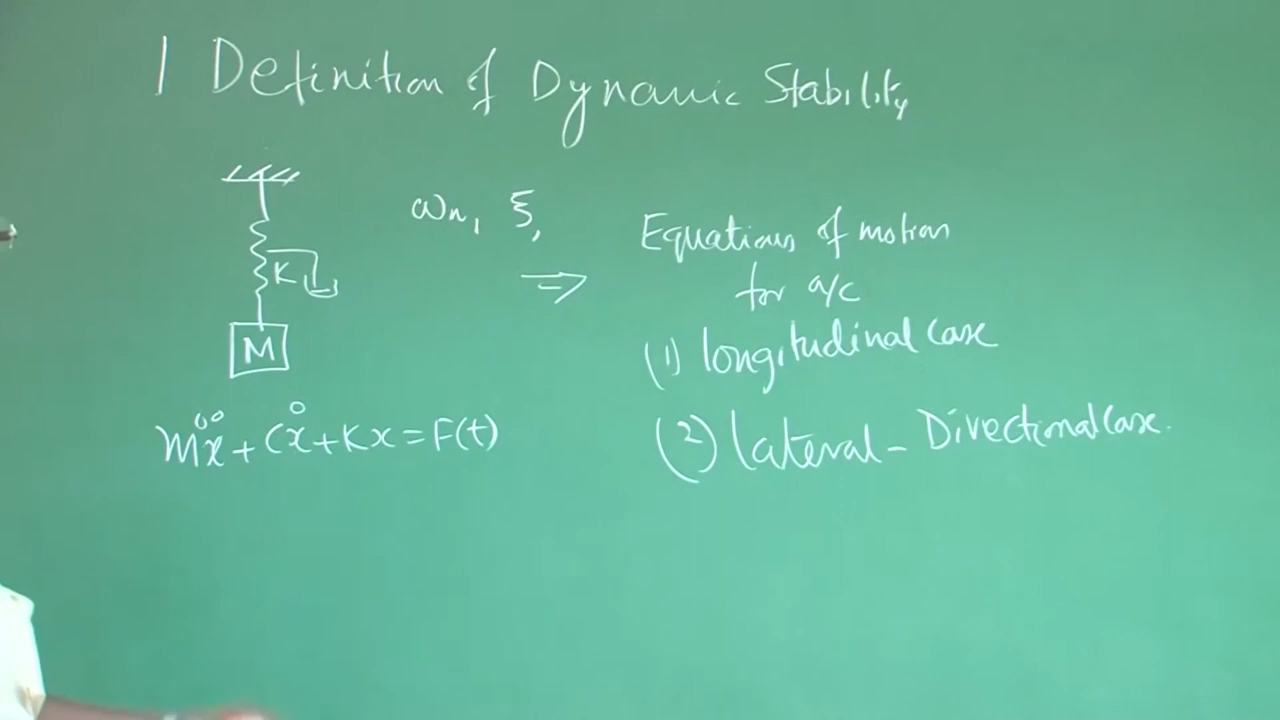 1 Definition of Dynamic Stability
ωn, ξ,
⇒
Equations of motion
for a/c
K
(1) longitudinal case
M
mẍ + Cẋ + Kx = F(t)
(2) Lateral - Directional Case.